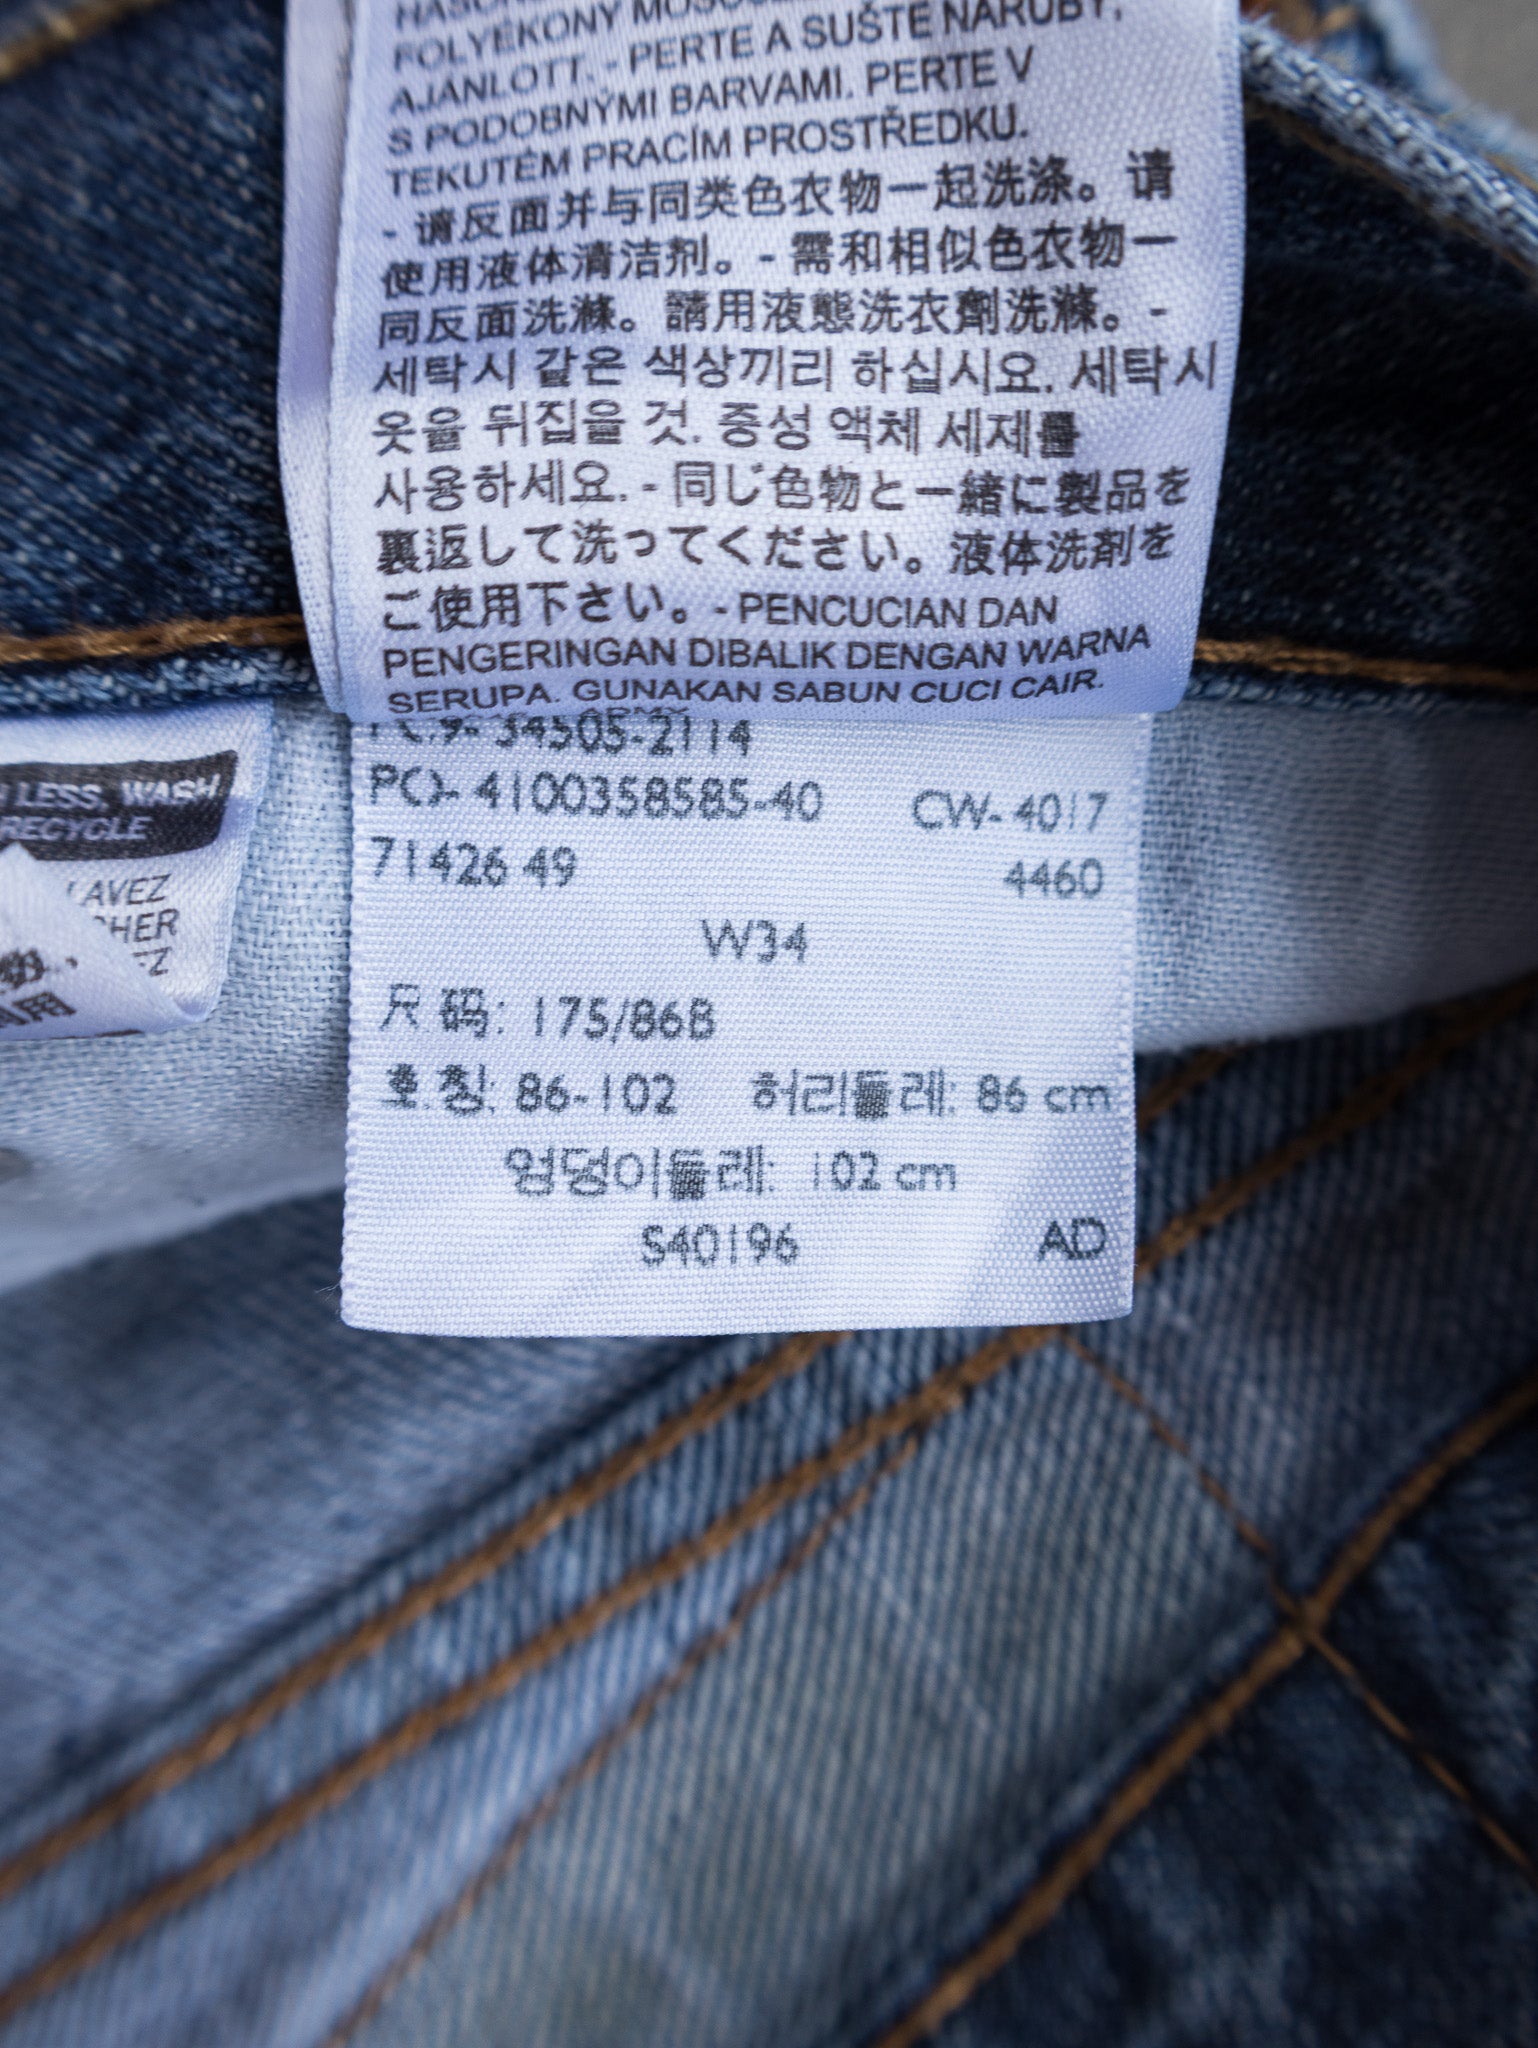 FOLYÉKONY
AJÁNLOTT. - PERTE A SUŠTE NARUBY,
S PODOBNÝMI BARVAMI. PERTE V
TEKUTÉM PRACÍM PROSTŘEDKU.
- 请反面并与同类色衣物一起洗涤。请
使用液体清洁剂。- 需和相似色衣物一
同反面洗滌。請用液態洗衣劑洗滌。-
세탁시 같은 색상끼리 하십시요. 세탁시
옷을 뒤집을 것. 중성 액체 세제를
사용하세요. - 同じ色物と一緒に製品を
裏返して洗ってください。液体洗剤を
ご使用下さい。- PENCUCIAN DAN
PENGERINGAN DIBALIK DENGAN WARNA
SERUPA. GUNAKAN SABUN CUCI CAIR.
PC9- 34505-2114
PO- 4100358585-40 CW- 4017
71426 49 4460
W34
尺 码: 175/86B
호.칭: 86-102 허리둘레: 86 cm
엉덩이둘레: 102 cm
S40196 AD
LESS, WASH
RECYCLE
LAVEZ